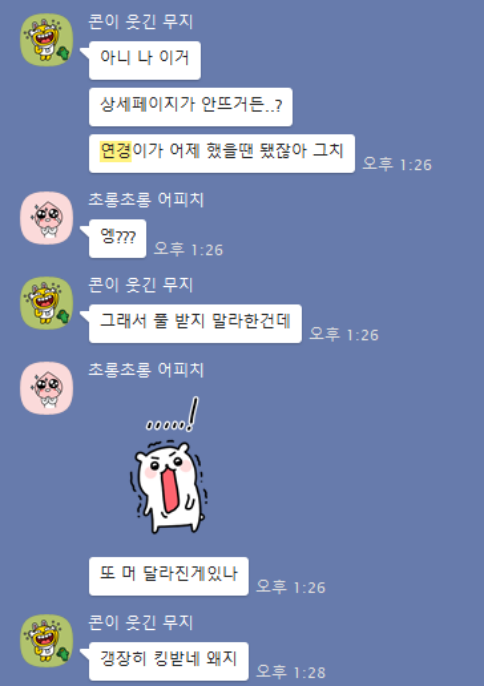 콘이 웃긴 무지
아니 나 이거
상세페이지가 안뜨거든..?
연경이가 어제 했을땐 됐잖아 그치
오후 1:26
초롱초롱 어피치
엥???
오후 1:26
콘이 웃긴 무지
그래서 풀 받지 말라한건데
오후 1:26
초롱초롱 어피치
.....!
또 머 달라진게있나
오후 1:26
콘이 웃긴 무지
갱장히 킹받네 왜지
오후 1:28